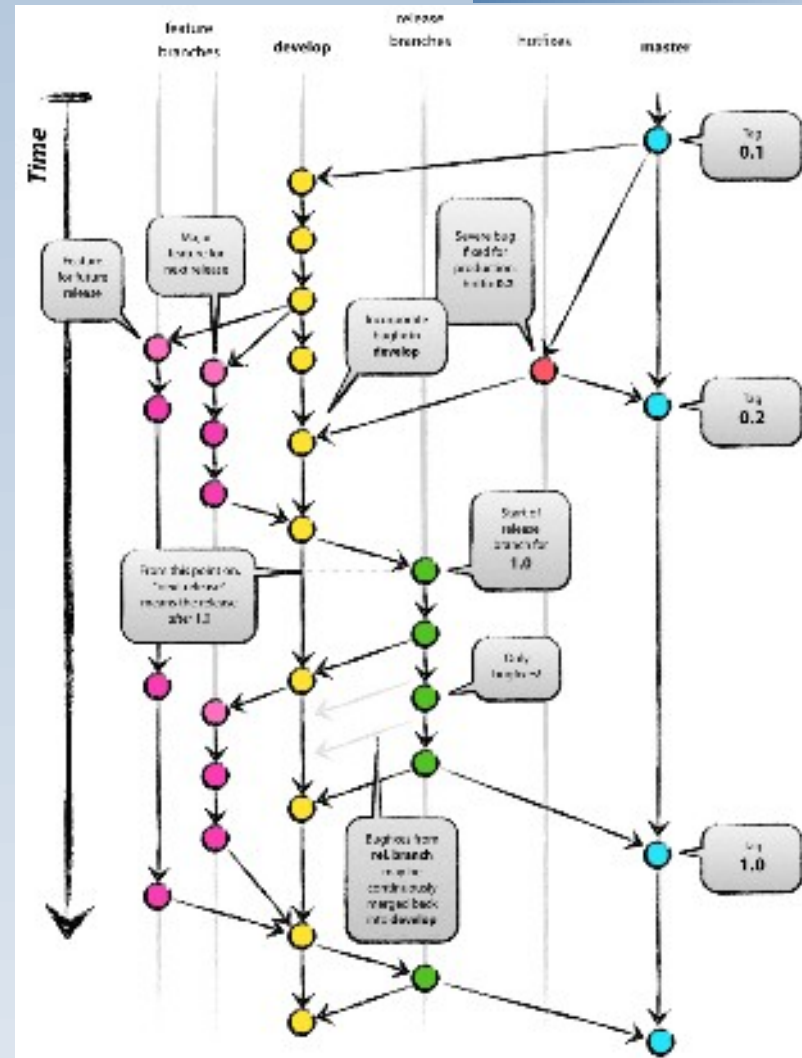 feature
branches
develop
release
branches
hotfixes
master
Time
Tag
0.1
Major
feature for
next release
Feature
for future
release
Severe bug
fixed for
production:
hotfix 0.2
Incorporate
bugfix in
develop
Tag
0.2
Start of
release
branch for
1.0
From this point on,
"next release"
means the release
after 1.0
Only
bugfixes!
Tag
1.0
Bugfixes from
rel. branch
may be
continuously
merged back
into develop